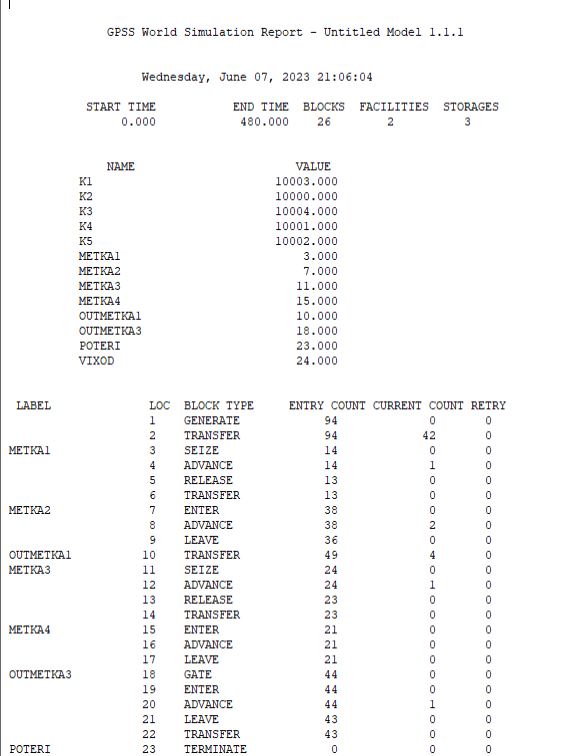 GPSS World Simulation Report - Untitled Model 1.1.1
Wednesday, June 07, 2023 21:06:04
START TIME END TIME BLOCKS FACILITIES STORAGES
0.000 480.000 26 2 3
NAME VALUE
K1 10003.000
K2 10000.000
K3 10004.000
K4 10001.000
K5 10002.000
METKA1 3.000
METKA2 7.000
METKA3 11.000
METKA4 15.000
OUTMETKA1 10.000
OUTMETKA3 18.000
POTERI 23.000
VIXOD 24.000
LABEL LOC BLOCK TYPE ENTRY COUNT CURRENT COUNT RETRY
1 GENERATE 94 0 0
2 TRANSFER 94 42 0
METKA1 3 SEIZE 14 0 0
4 ADVANCE 14 1 0
5 RELEASE 13 0 0
6 TRANSFER 13 0 0
METKA2 7 ENTER 38 0 0
8 ADVANCE 38 2 0
9 LEAVE 36 0 0
OUTMETKA1 10 TRANSFER 49 4 0
METKA3 11 SEIZE 24 0 0
12 ADVANCE 24 1 0
13 RELEASE 23 0 0
14 TRANSFER 23 0 0
METKA4 15 ENTER 21 0 0
16 ADVANCE 21 0 0
17 LEAVE 21 0 0
OUTMETKA3 18 GATE 44 0 0
19 ENTER 44 0 0
20 ADVANCE 44 1 0
21 LEAVE 43 0 0
22 TRANSFER 43 0 0
POTERI 23 TERMINATE 0 0 0